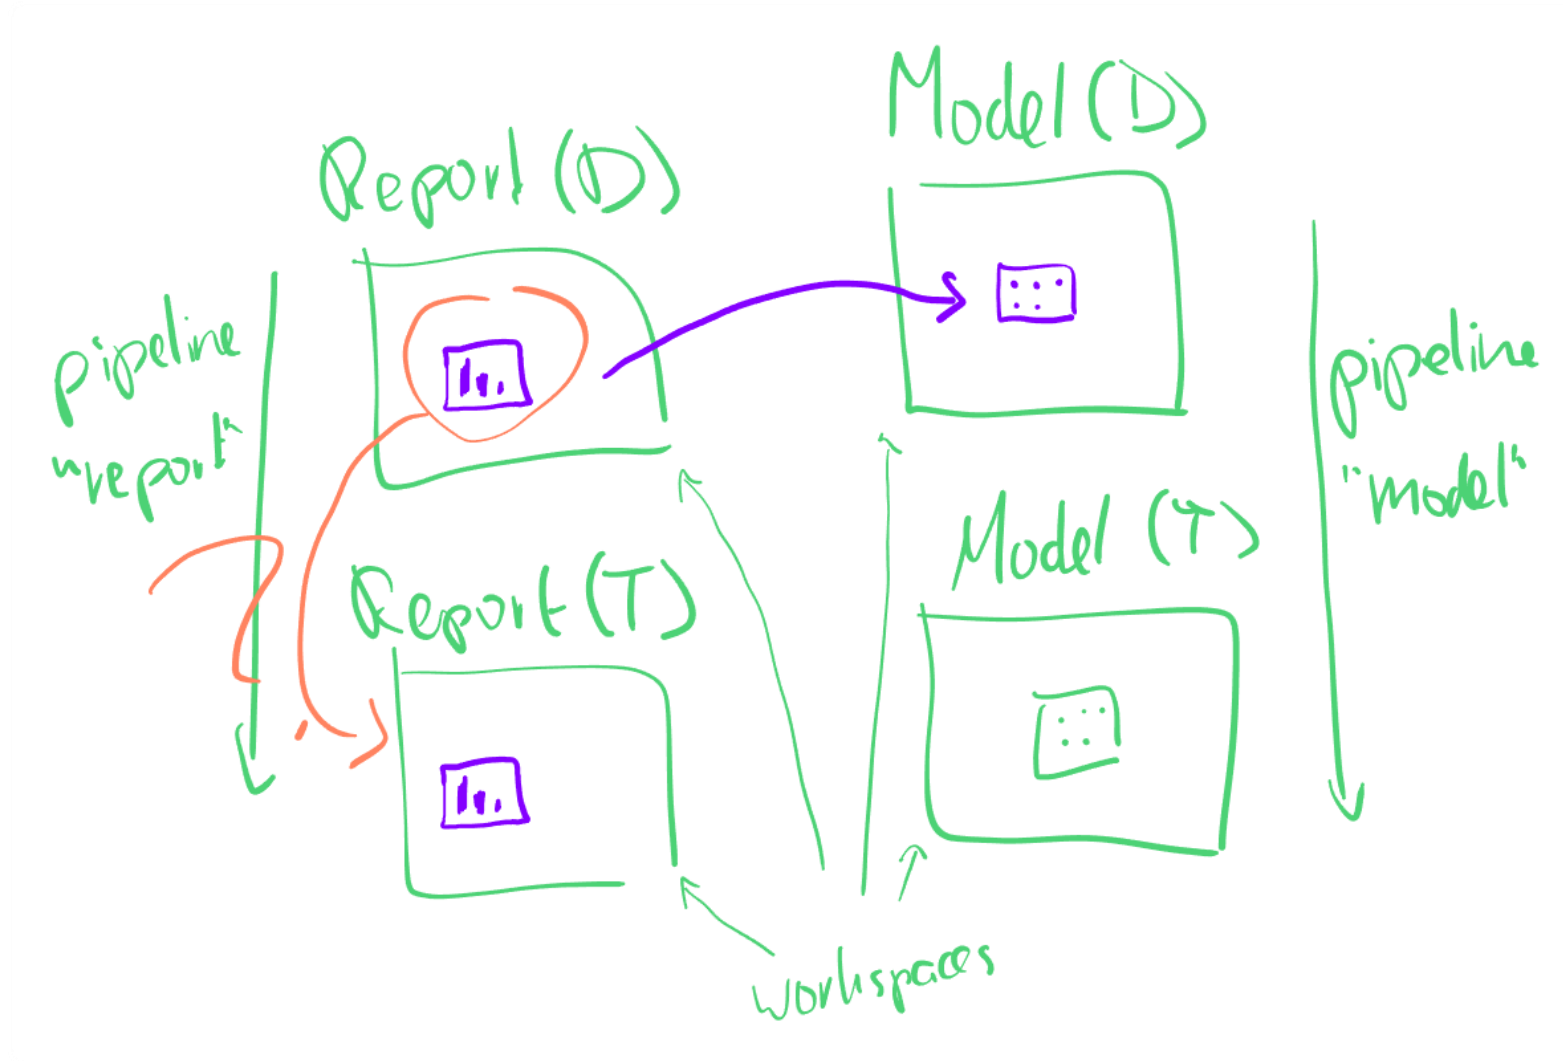 Model (D)
Report (D)
pipeline
"report"
pipeline
"model"
Model (T)
Report (T)
workspaces